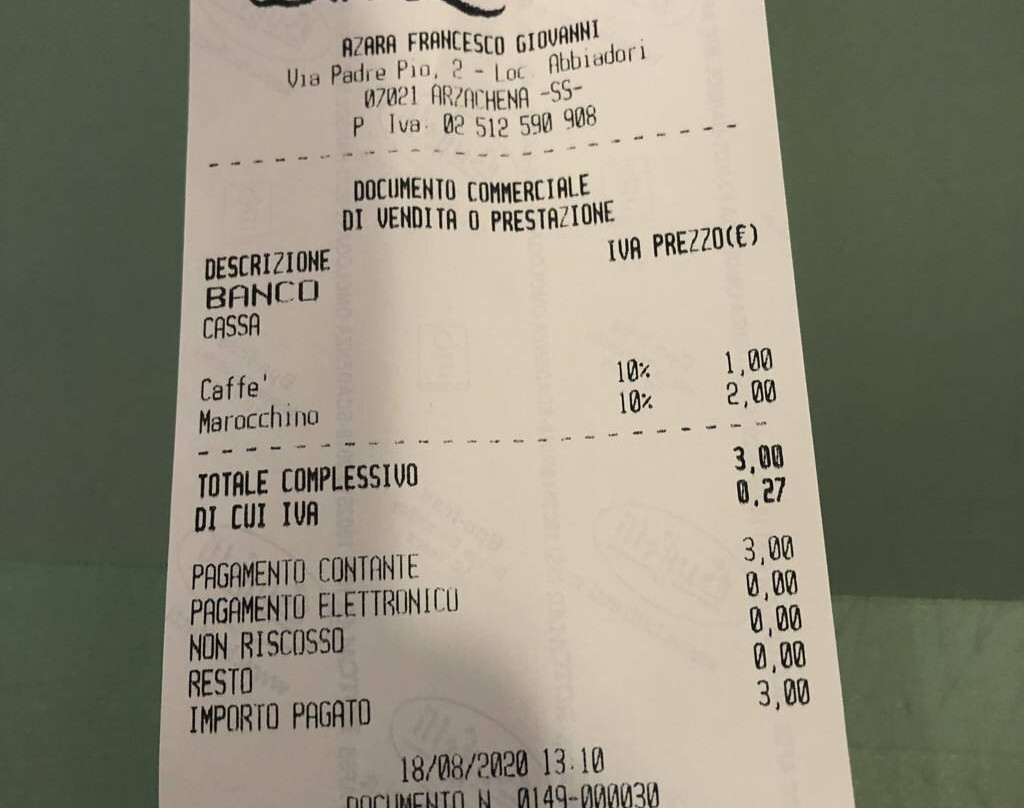 AZARA FRANCESCO GIOVANNI
Via Padre Pio, 2 - Loc Abbiadori
07021 ARZACHENA -SS-
P Iva. 02 512 590 908
DOCUMENTO COMMERCIALE
DI VENDITA O PRESTAZIONE
DESCRIZIONE IVA PREZZO(€)
BANCO
CASSA
Caffe' 10% 1,00
Marocchino 10% 2,00
TOTALE COMPLESSIVO 3,00
DI CUI IVA 0,27
PAGAMENTO CONTANTE 3,00
PAGAMENTO ELETTRONICO 0,00
NON RISCOSSO 0,00
RESTO 0,00
IMPORTO PAGATO 3,00
18/08/2020 13.10
DOCUMENTO N 0149-000030